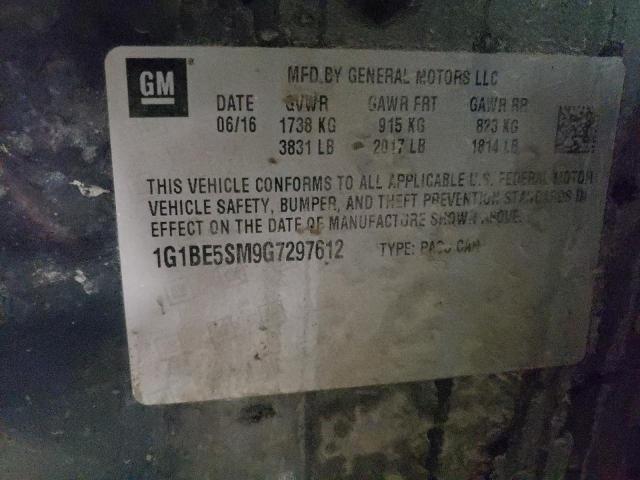 GM
MFD.BY GENERAL MOTORS LLC
DATE GVWR GAWR FRT GAWR RR
06/16 1738 KG 915 KG 823 KG
3831 LB 2017 LB 1814 LB
THIS VEHICLE CONFORMS TO ALL APPLICABLE U.S. FEDERAL MOTOR
VEHICLE SAFETY, BUMPER, AND THEFT PREVENTION STANDARDS IN
EFFECT ON THE DATE OF MANUFACTURE SHOWN ABOVE.
1G1BE5SM9G7297612 TYPE: PASS CAR